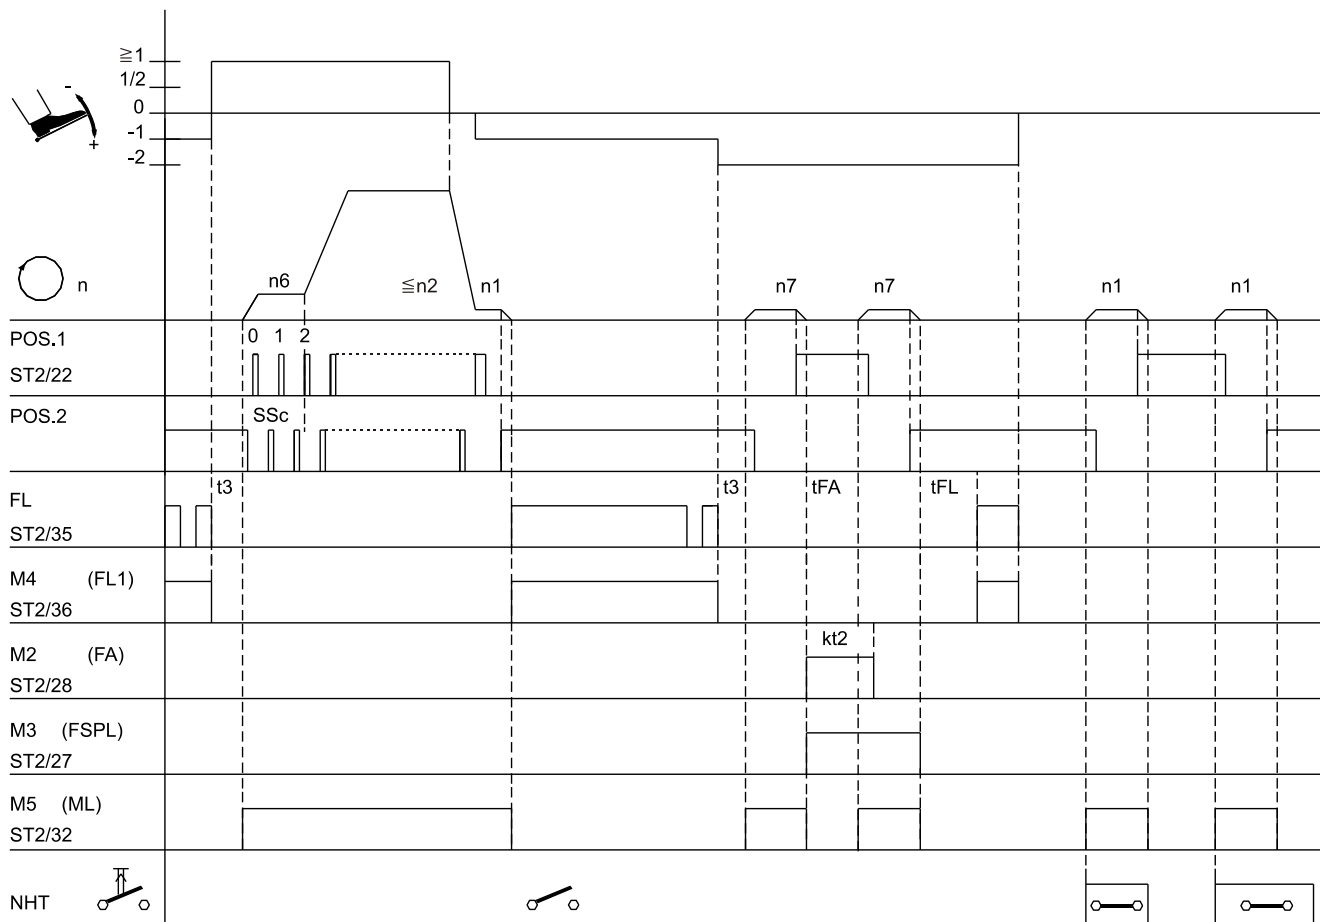 ≧1
1/2
0
-1
-2
-
+
n6
≦n2
n1
n7
n7
n1
n1
n
POS.1
0 1 2
ST2/22
POS.2
SSc
t3
t3
tFA
tFL
FL
ST2/35
M4 (FL1)
ST2/36
kt2
M2 (FA)
ST2/28
M3 (FSPL)
ST2/27
M5 (ML)
ST2/32
NHT